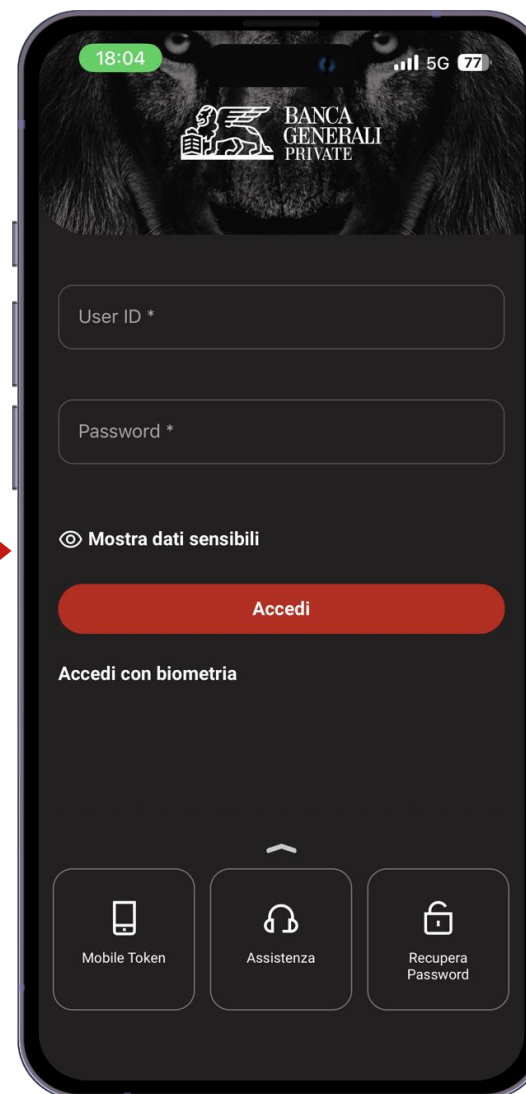 18:04
5G 77
BANCA
GENERALI
PRIVATE
User ID *
Password *
Mostra dati sensibili
Accedi
Accedi con biometria
Mobile Token
Assistenza
Recupera
Password